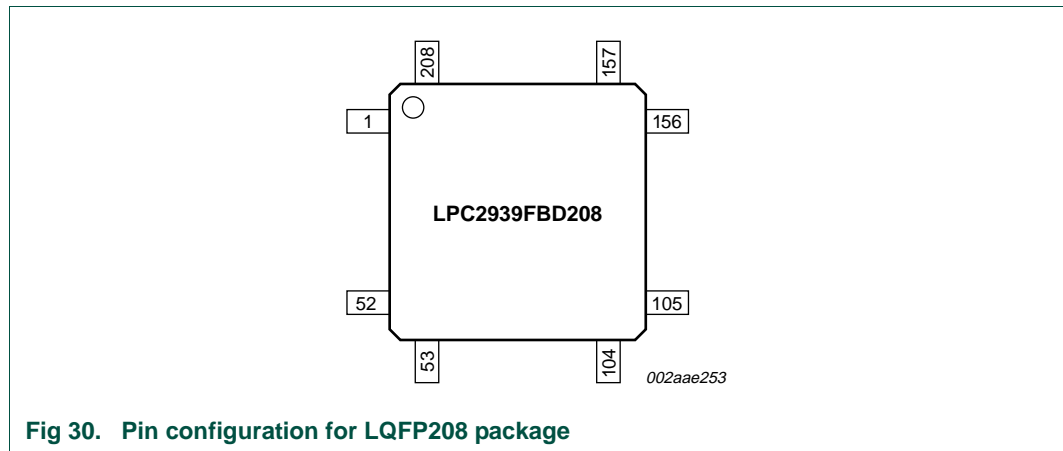 208
157
1
156
LPC2939FBD208
52
105
53
104
002aae253
Fig 30. Pin configuration for LQFP208 package